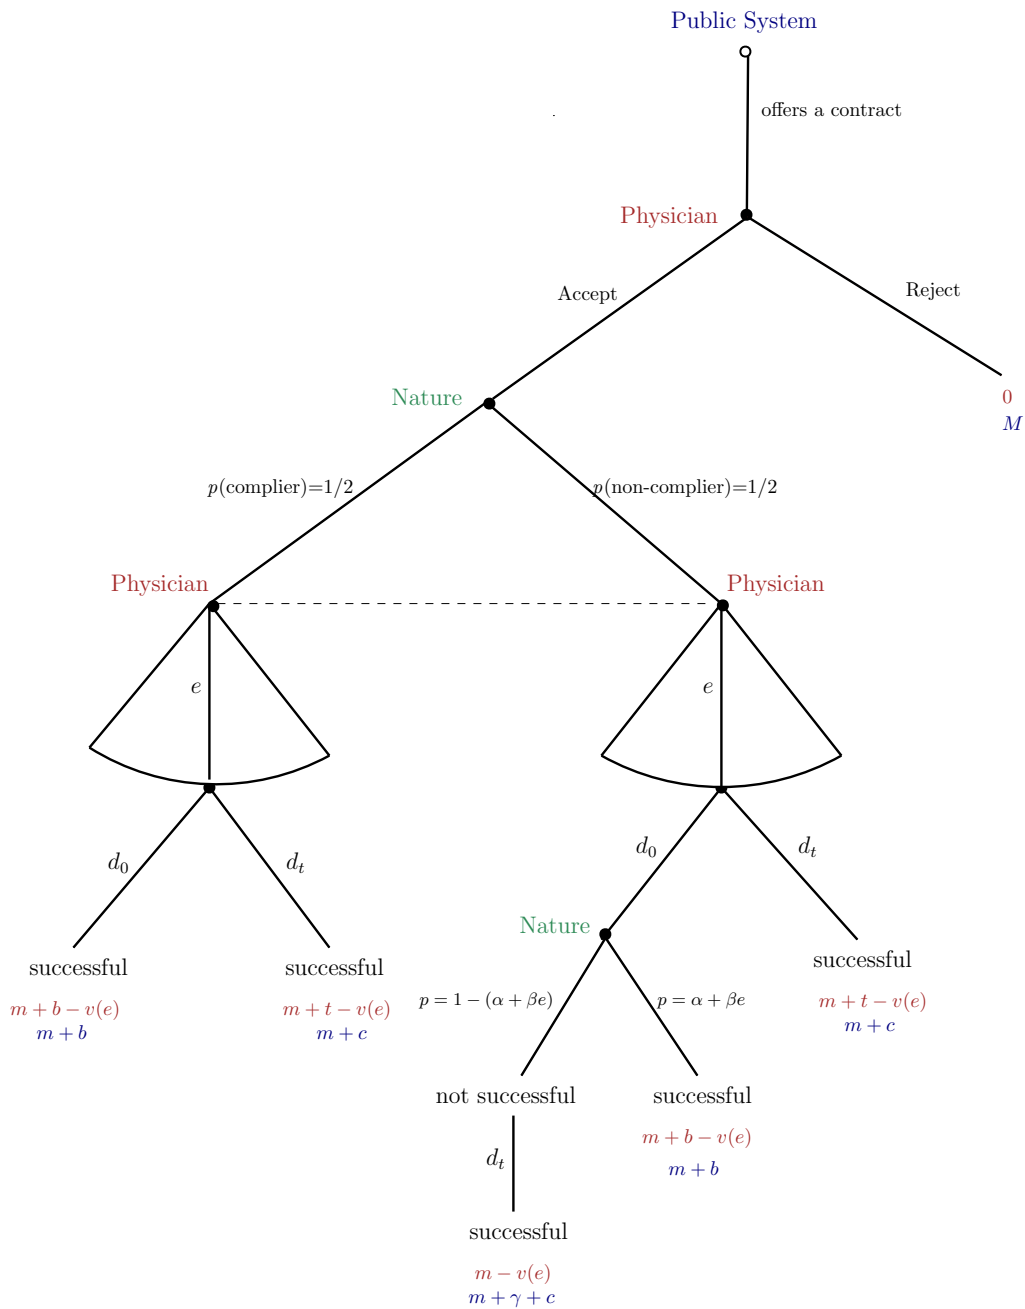 Public System
offers a contract
Physician
Accept
Reject
Nature
0
M
p(complier)=1/2
p(non-complier)=1/2
Physician
Physician
e
e
d₀
dₜ
d₀
dₜ
Nature
successful
successful
successful
m + b − v(e)
m + b
m + t − v(e)
m + c
p = 1 − (α + βe)
p = α + βe
m + t − v(e)
m + c
not successful
successful
m + b − v(e)
m + b
dₜ
successful
m − v(e)
m + γ + c